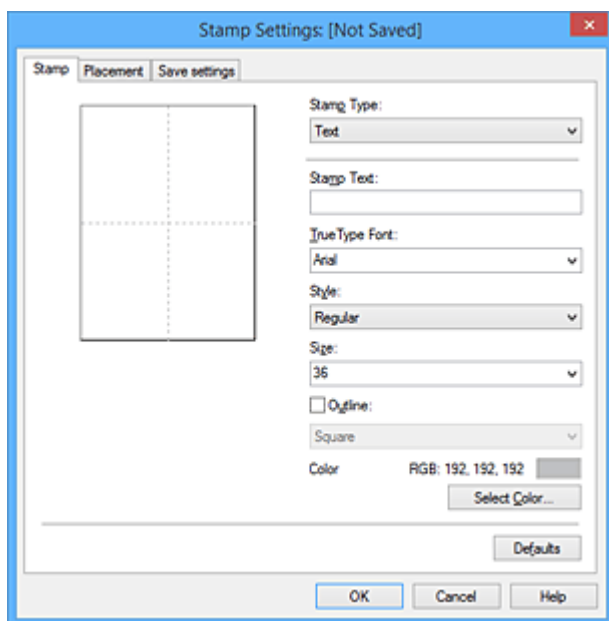 Stamp Settings: [Not Saved]
Stamp Placement Save settings
Stamp Type:
Text
Stamp Text:
TrueType Font:
Arial
Style:
Regular
Size:
36
Outline:
Square
Color RGB: 192, 192, 192
Select Color...
Defaults
OK Cancel Help